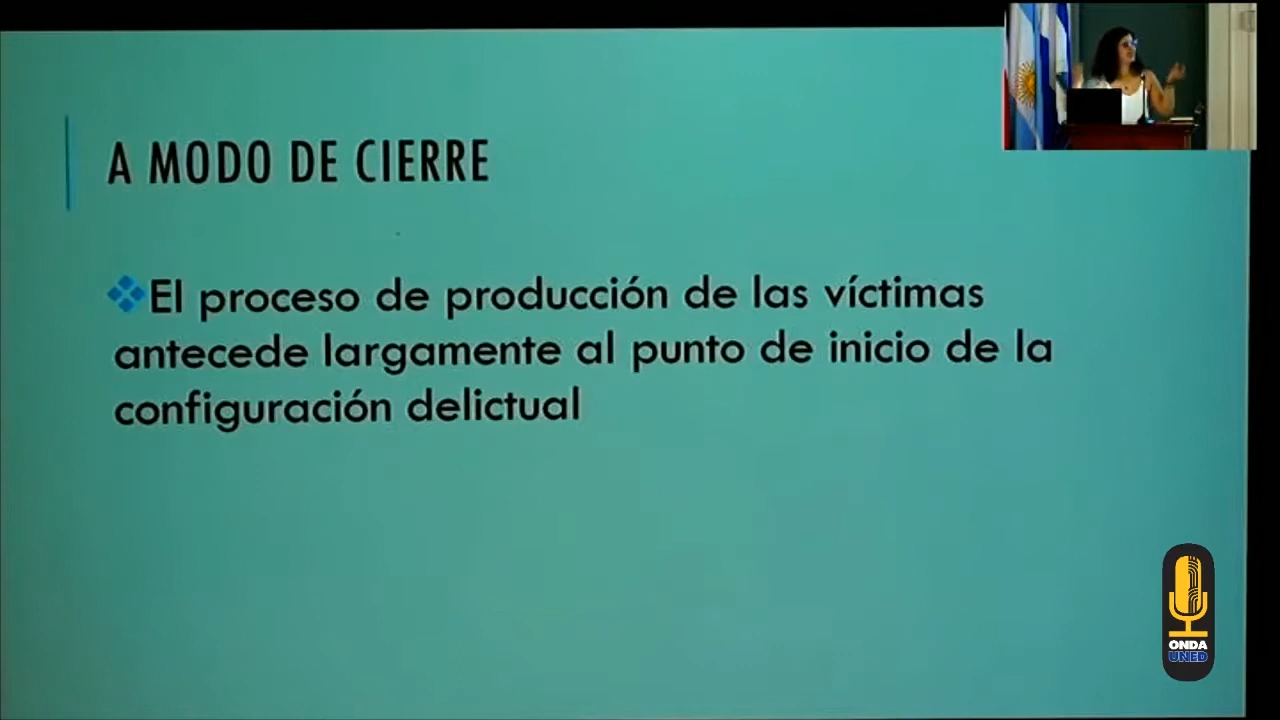 A MODO DE CIERRE
El proceso de producción de las víctimas
antecede largamente al punto de inicio de la
configuración delictual
ONDA
UNED